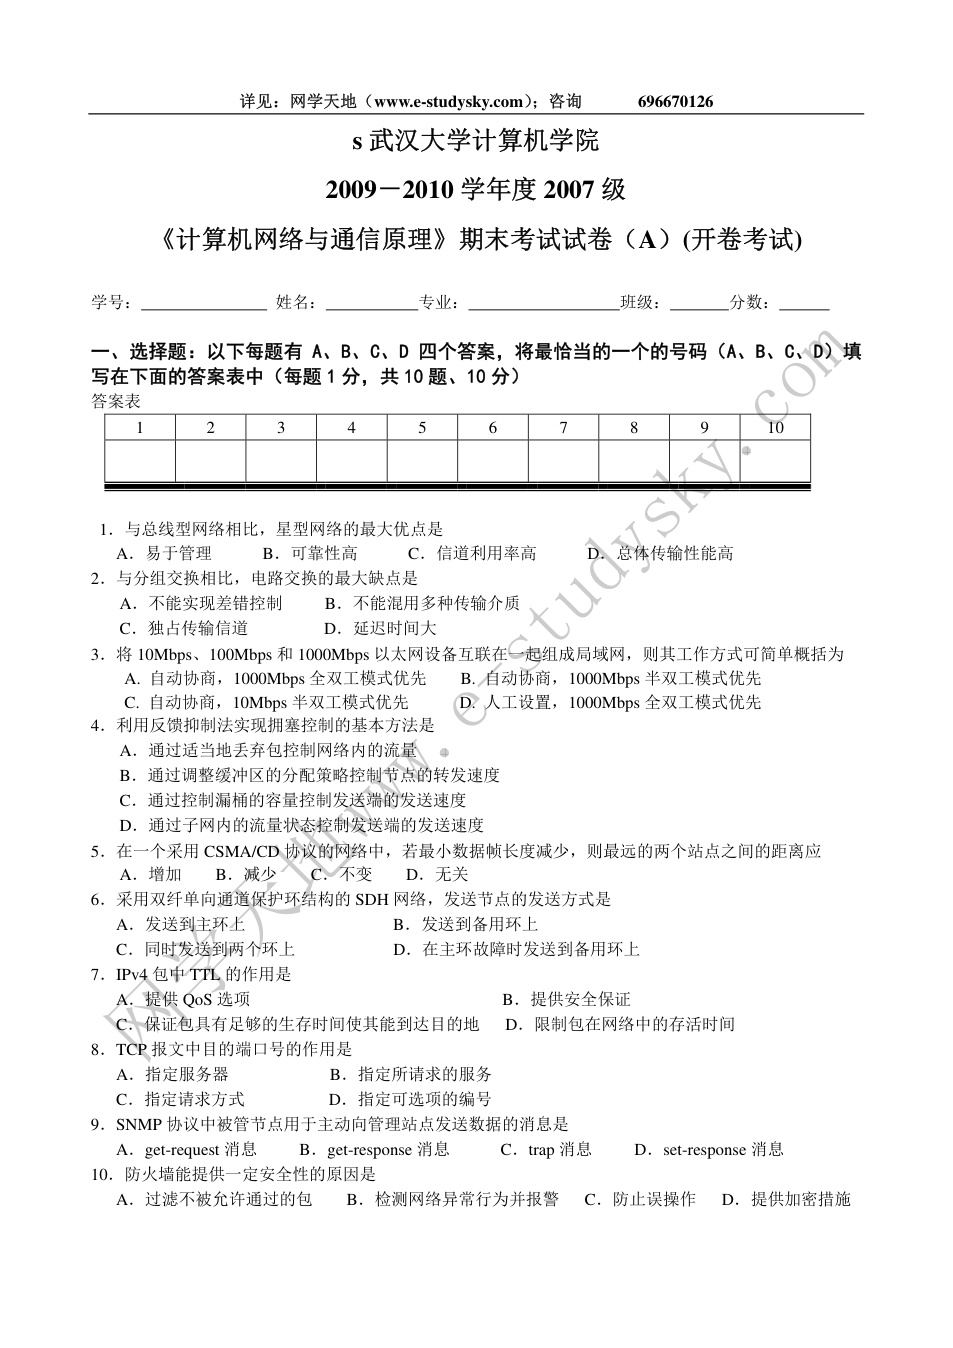 详见：网学天地（www.e-studysky.com）；咨询 696670126
s 武汉大学计算机学院
2009－2010 学年度 2007 级
《计算机网络与通信原理》期末考试试卷（A）(开卷考试)
学号： 姓名： 专业： 班级： 分数：
一、选择题：以下每题有 A、B、C、D 四个答案，将最恰当的一个的号码（A、B、C、D）填
写在下面的答案表中（每题 1 分，共 10 题、10 分）
答案表
1 2 3 4 5 6 7 8 9 10
1．与总线型网络相比，星型网络的最大优点是
A．易于管理 B．可靠性高 C．信道利用率高 D．总体传输性能高
2．与分组交换相比，电路交换的最大缺点是
A．不能实现差错控制 B．不能混用多种传输介质
C．独占传输信道 D．延迟时间大
3．将 10Mbps、100Mbps 和 1000Mbps 以太网设备互联在一起组成局域网，则其工作方式可简单概括为
A. 自动协商，1000Mbps 全双工模式优先 B. 自动协商，1000Mbps 半双工模式优先
C. 自动协商，10Mbps 半双工模式优先 D. 人工设置，1000Mbps 全双工模式优先
4．利用反馈抑制法实现拥塞控制的基本方法是
A．通过适当地丢弃包控制网络内的流量
B．通过调整缓冲区的分配策略控制节点的转发速度
C．通过控制漏桶的容量控制发送端的发送速度
D．通过子网内的流量状态控制发送端的发送速度
5．在一个采用 CSMA/CD 协议的网络中，若最小数据帧长度减少，则最远的两个站点之间的距离应
A．增加 B．减少 C．不变 D．无关
6．采用双纤单向通道保护环结构的 SDH 网络，发送节点的发送方式是
A．发送到主环上 B．发送到备用环上
C．同时发送到两个环上 D．在主环故障时发送到备用环上
7．IPv4 包中 TTL 的作用是
A．提供 QoS 选项 B．提供安全保证
C．保证包具有足够的生存时间使其能到达目的地 D．限制包在网络中的存活时间
8．TCP 报文中目的端口号的作用是
A．指定服务器 B．指定所请求的服务
C．指定请求方式 D．指定可选项的编号
9．SNMP 协议中被管节点用于主动向管理站点发送数据的消息是
A．get-request 消息 B．get-response 消息 C．trap 消息 D．set-response 消息
10．防火墙能提供一定安全性的原因是
A．过滤不被允许通过的包 B．检测网络异常行为并报警 C．防止误操作 D．提供加密措施
网学天地www.e-studysky.com